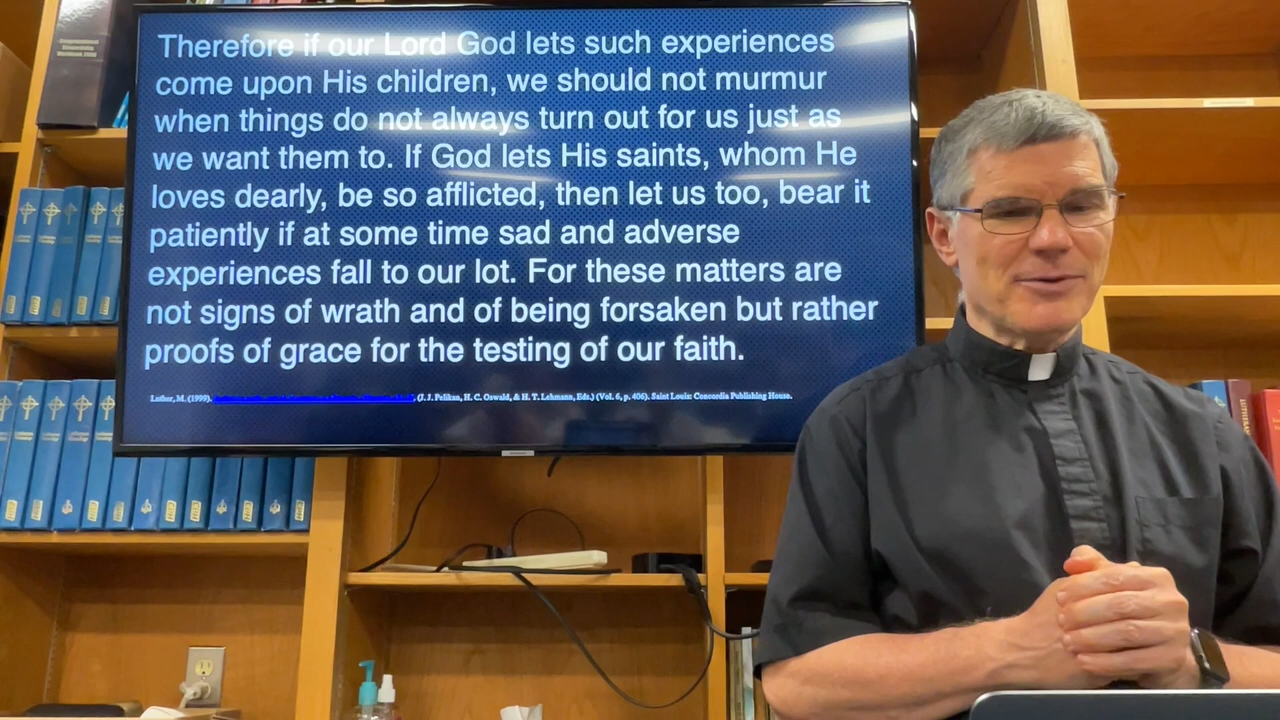 Therefore if our Lord God lets such experiences
come upon His children, we should not murmur
when things do not always turn out for us just as
we want them to. If God lets His saints, whom He
loves dearly, be so afflicted, then let us too, bear it
patiently if at some time sad and adverse
experiences fall to our lot. For these matters are
not signs of wrath and of being forsaken but rather
proofs of grace for the testing of our faith.
Luther, M. (1999). , (J. J. Pelikan, H. C. Oswald, & H. T. Lehmann, Eds.) (Vol. 6, p. 406). Saint Louis: Concordia Publishing House.